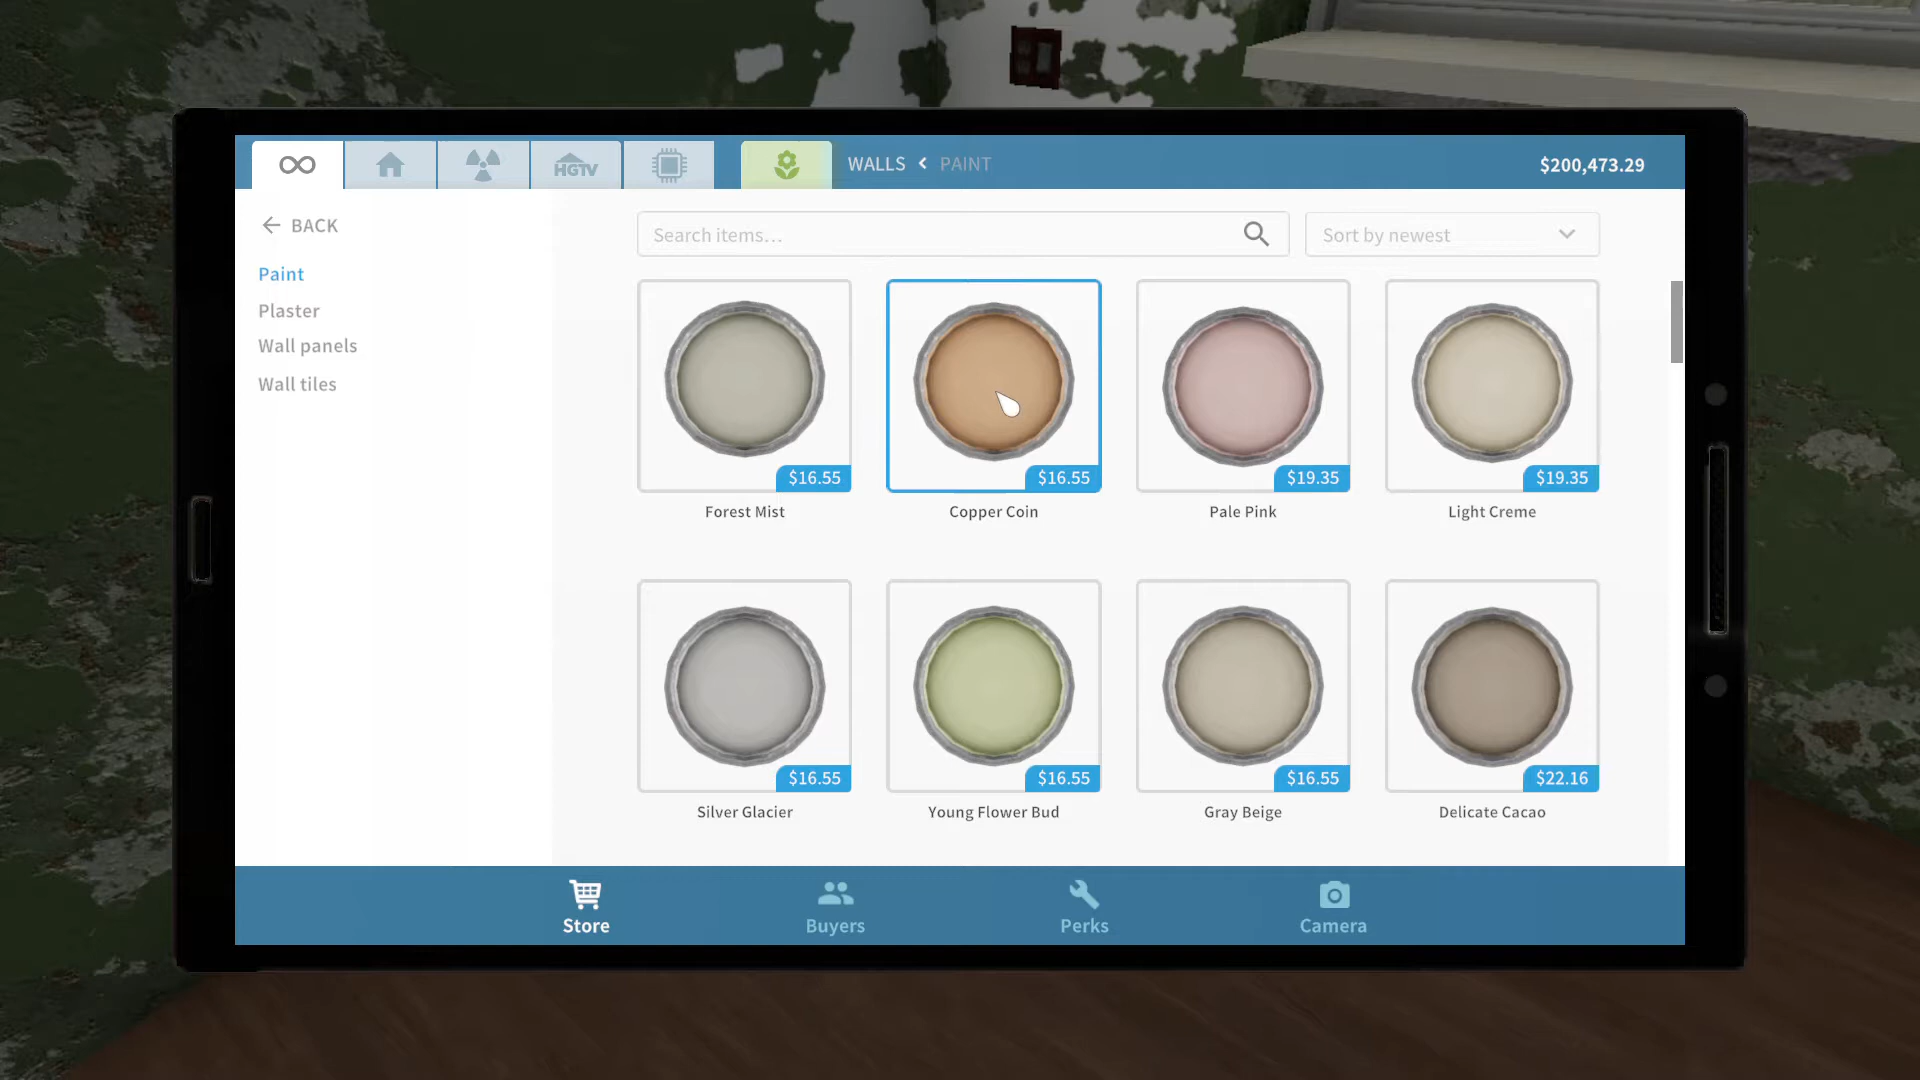 HGTV
WALLS < PAINT
$200,473.29
BACK
Search items...
Sort by newest
Paint
Plaster
Wall panels
Wall tiles
$16.55
$16.55
$19.35
$19.35
Forest Mist
Copper Coin
Pale Pink
Light Creme
$16.55
$16.55
$16.55
$22.16
Silver Glacier
Young Flower Bud
Gray Beige
Delicate Cacao
Store
Buyers
Perks
Camera